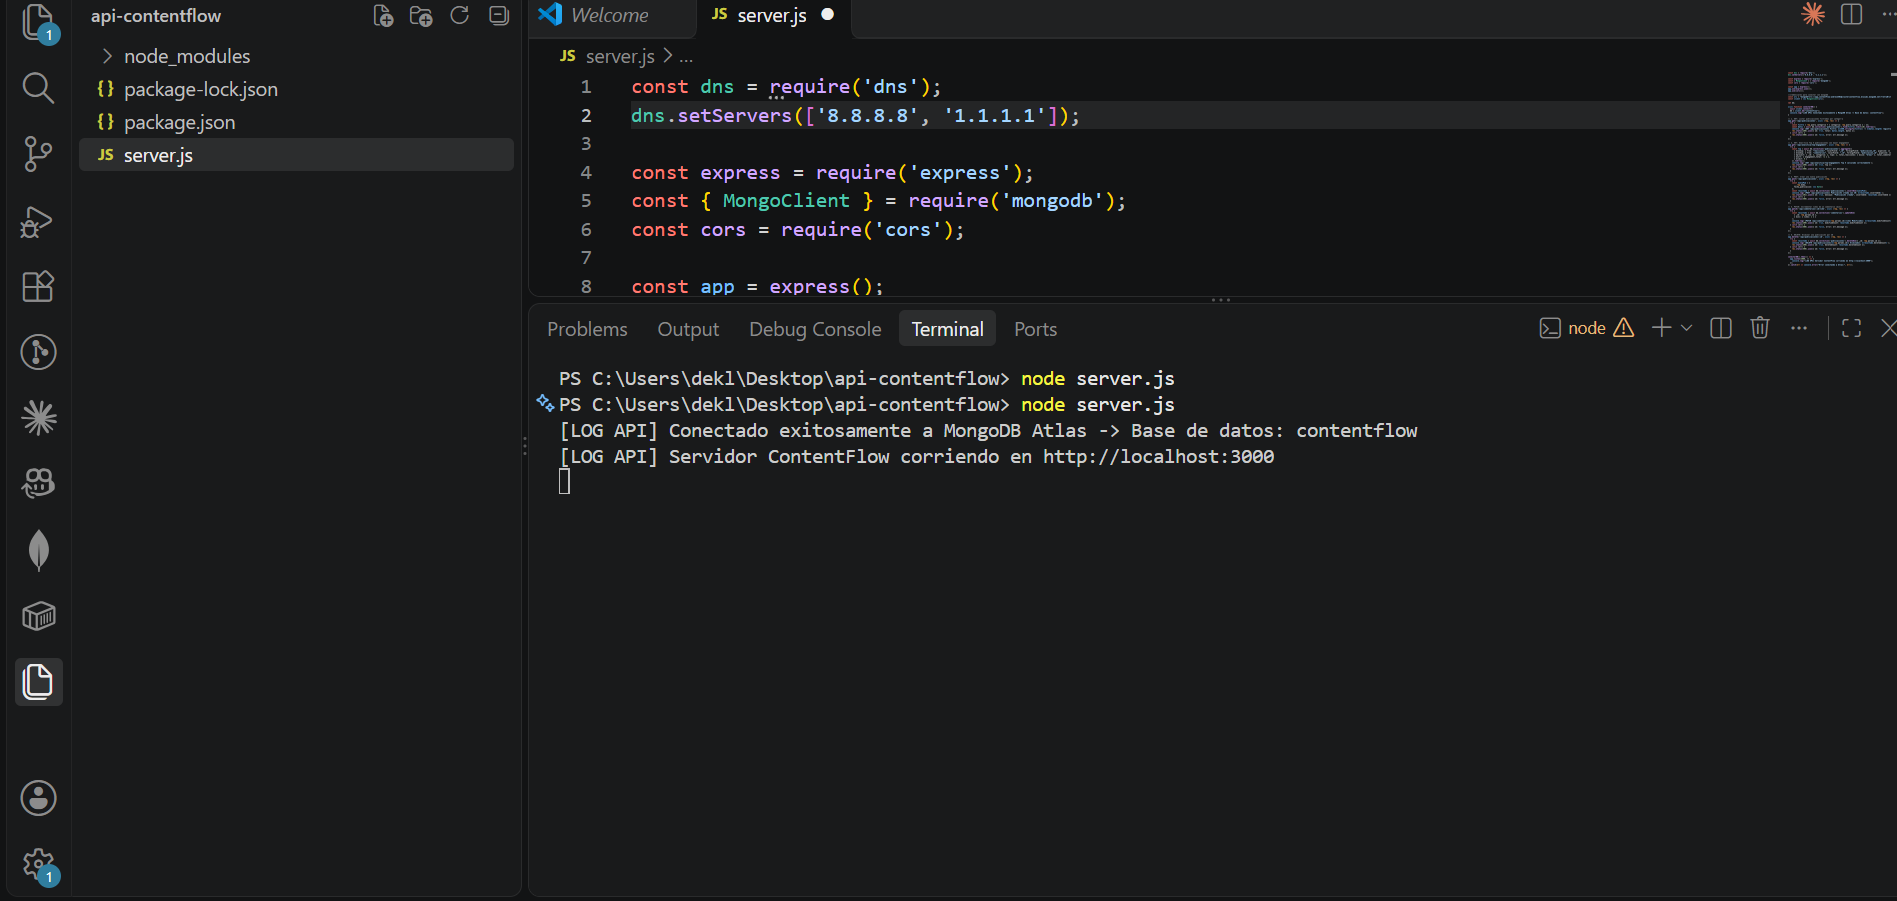 api-contentflow
1
node_modules
{} package-lock.json
{} package.json
JS server.js
1
Welcome
JS server.js
JS server.js > ...
1 const dns = require('dns');
2 dns.setServers(['8.8.8.8', '1.1.1.1']);
3
4 const express = require('express');
5 const { MongoClient } = require('mongodb');
6 const cors = require('cors');
7
8 const app = express();
Problems Output Debug Console Terminal Ports
node
PS C:\Users\dekl\Desktop\api-contentflow> node server.js
PS C:\Users\dekl\Desktop\api-contentflow> node server.js
[LOG API] Conectado exitosamente a MongoDB Atlas -> Base de datos: contentflow
[LOG API] Servidor ContentFlow corriendo en http://localhost:3000